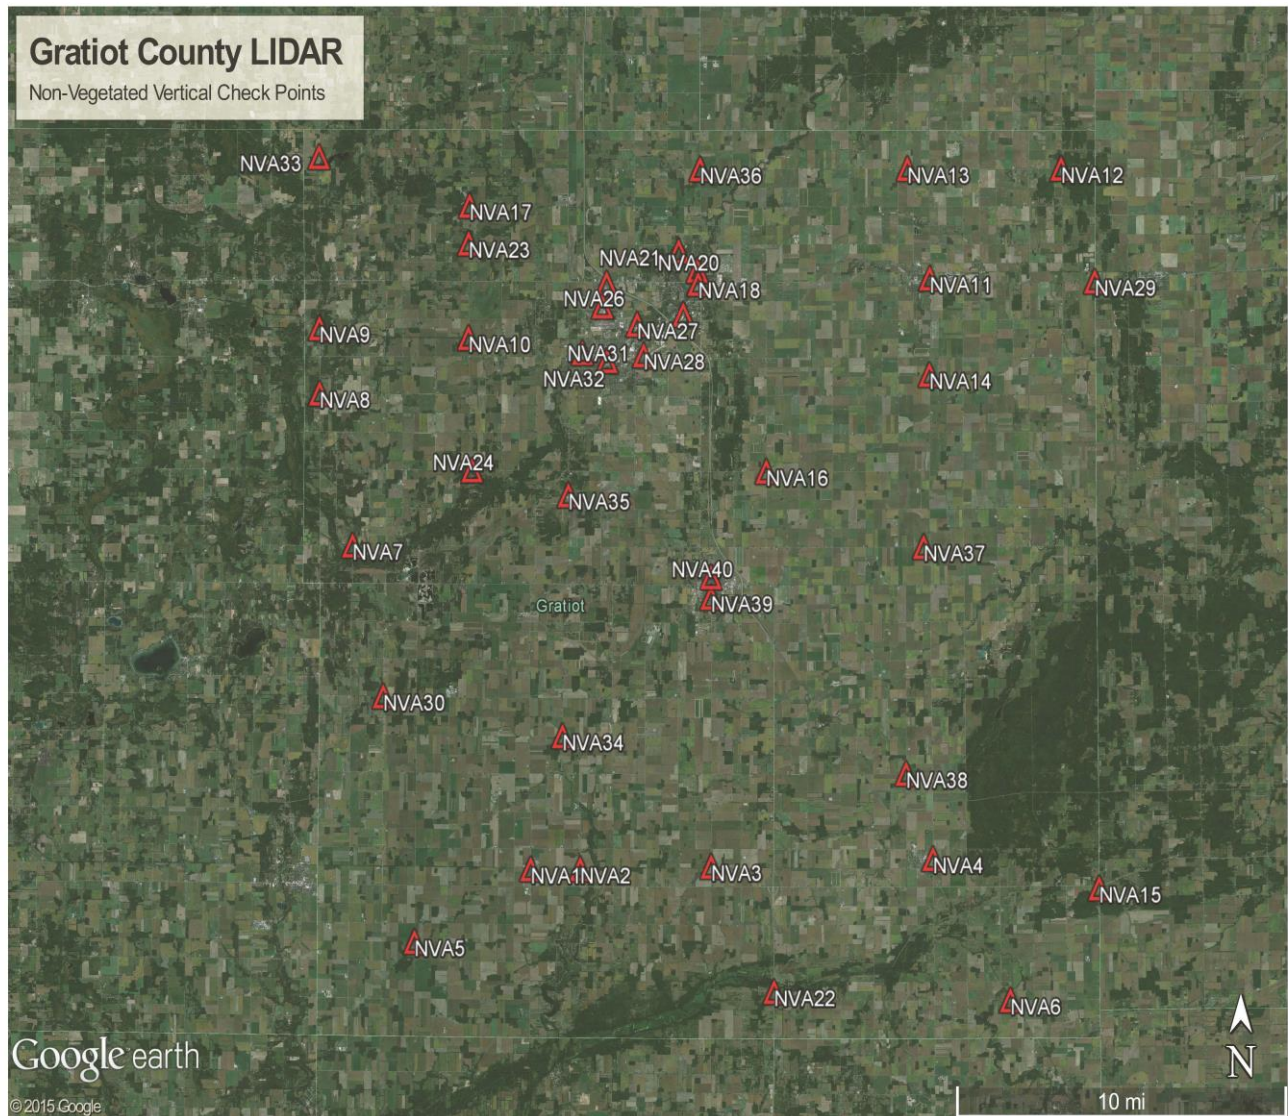 Gratiot County LIDAR
Non-Vegetated Vertical Check Points
NVA33
NVA36
NVA13
NVA12
NVA17
NVA23
NVA21
NVA20
NVA18
NVA11
NVA29
NVA26
NVA27
NVA9
NVA10
NVA31
NVA28
NVA32
NVA14
NVA8
NVA24
NVA16
NVA35
NVA7
NVA37
NVA40
NVA39
Gratiot
NVA30
NVA34
NVA38
NVA1
NVA2
NVA3
NVA4
NVA15
NVA5
NVA22
NVA6
N
Google earth
© 2015 Google
10 mi